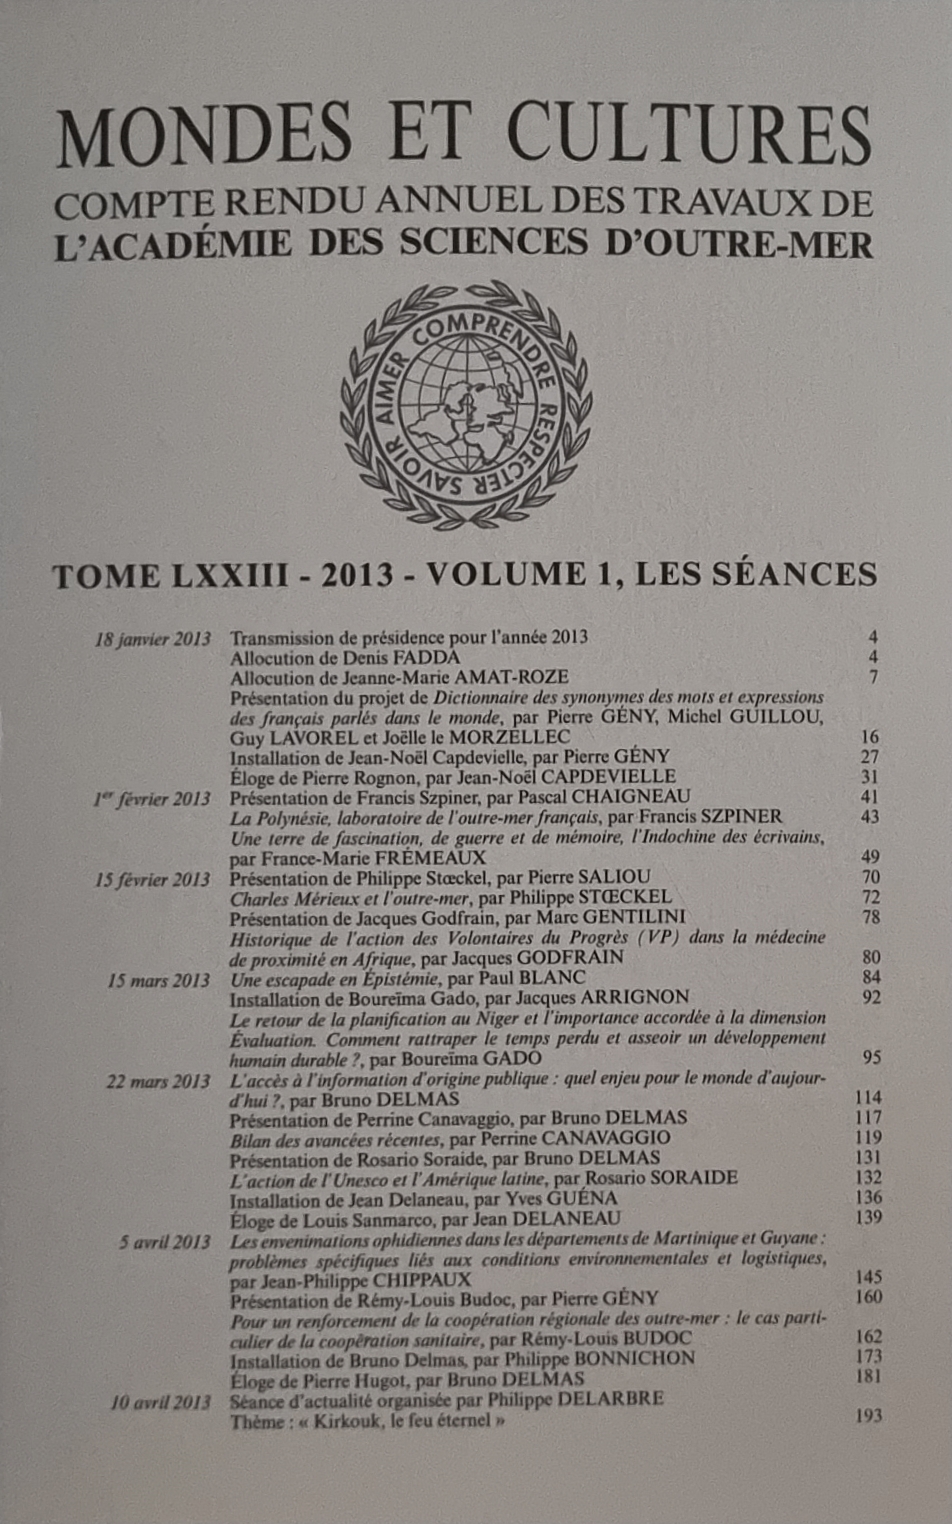 MONDES ET CULTURES
COMPTE RENDU ANNUEL DES TRAVAUX DE
L'ACADÉMIE DES SCIENCES D'OUTRE-MER
SAVOIR AIMER COMPRENDRE RESPECTER
TOME LXXIII - 2013 - VOLUME 1, LES SÉANCES
18 janvier 2013 Transmission de présidence pour l'année 2013 4
Allocution de Denis FADDA 4
Allocution de Jeanne-Marie AMAT-ROZE 7
Présentation du projet de Dictionnaire des synonymes des mots et expressions
des français parlés dans le monde, par Pierre GÉNY, Michel GUILLOU,
Guy LAVOREL et Joëlle le MORZELLEC 16
Installation de Jean-Noël Capdevielle, par Pierre GÉNY 27
Éloge de Pierre Rognon, par Jean-Noël CAPDEVIELLE 31
1er février 2013 Présentation de Francis Szpiner, par Pascal CHAIGNEAU 41
La Polynésie, laboratoire de l'outre-mer français, par Francis SZPINER 43
Une terre de fascination, de guerre et de mémoire, l'Indochine des écrivains,
par France-Marie FRÉMEAUX 49
15 février 2013 Présentation de Philippe Stœckel, par Pierre SALIOU 70
Charles Mérieux et l'outre-mer, par Philippe STŒCKEL 72
Présentation de Jacques Godfrain, par Marc GENTILINI 78
Historique de l'action des Volontaires du Progrès (VP) dans la médecine
de proximité en Afrique, par Jacques GODFRAIN 80
15 mars 2013 Une escapade en Épistémie, par Paul BLANC 84
Installation de Boureïma Gado, par Jacques ARRIGNON 92
Le retour de la planification au Niger et l'importance accordée à la dimension
Évaluation. Comment rattraper le temps perdu et asseoir un développement
humain durable ?, par Boureïma GADO 95
22 mars 2013 L'accès à l'information d'origine publique : quel enjeu pour le monde d'aujour-
d'hui ?, par Bruno DELMAS 114
Présentation de Perrine Canavaggio, par Bruno DELMAS 117
Bilan des avancées récentes, par Perrine CANAVAGGIO 119
Présentation de Rosario Soraide, par Bruno DELMAS 131
L'action de l'Unesco et l'Amérique latine, par Rosario SORAIDE 132
Installation de Jean Delaneau, par Yves GUÉNA 136
Éloge de Louis Sanmarco, par Jean DELANEAU 139
5 avril 2013 Les envenimations ophidiennes dans les départements de Martinique et Guyane :
problèmes spécifiques liés aux conditions environnementales et logistiques,
par Jean-Philippe CHIPPAUX 145
Présentation de Rémy-Louis Budoc, par Pierre GÉNY 160
Pour un renforcement de la coopération régionale des outre-mer : le cas parti-
culier de la coopération sanitaire, par Rémy-Louis BUDOC 162
Installation de Bruno Delmas, par Philippe BONNICHON 173
Éloge de Pierre Hugot, par Bruno DELMAS 181
10 avril 2013 Séance d'actualité organisée par Philippe DELARBRE
Thème : « Kirkouk, le feu éternel » 193